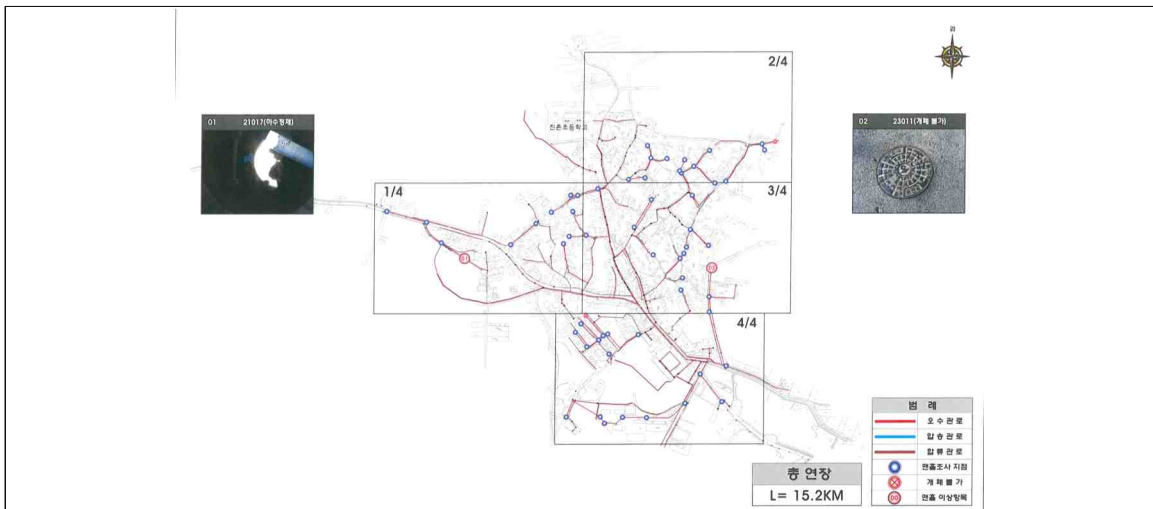 2/4
01 21017(하수정체)
진촌초등학교
02 23011(개폐 불가)
1/4
3/4
01
4/4
범 례
오 수 관 로
압 송 관 로
합 류 관 로
맨홀조사 지점
개 폐 불 가
00 맨홀 이상항목
총 연장
L= 15.2KM